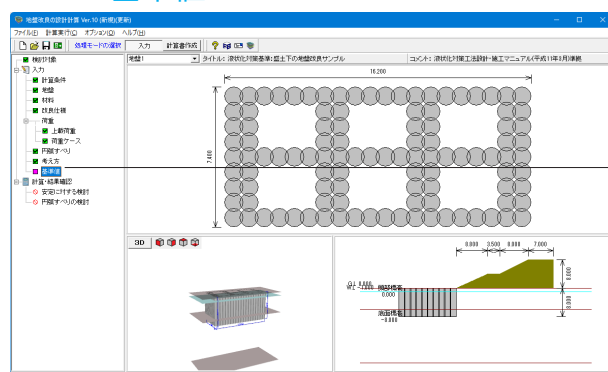 地盤改良の設計計算 Ver.10 (新規)(更新)
ファイル(F) 計算実行(C) オプション(O) ヘルプ(H)
処理モードの選択 入力 計算書作成
検討対象
入力
計算条件
地盤
材料
改良仕様
荷重
上載荷重
荷重ケース
円弧すべり
考え方
基準値
計算・結果確認
安定に対する検討
円弧すべりの検討
地盤1 タイトル: 液状化対策基準:盛土下の地盤改良サンプル コメント: 液状化対策工法設計・施工マニュアル(平成11年3月)準拠
16.200
7.400
3D
3.500 8.000 7.000
0.000
底面標高